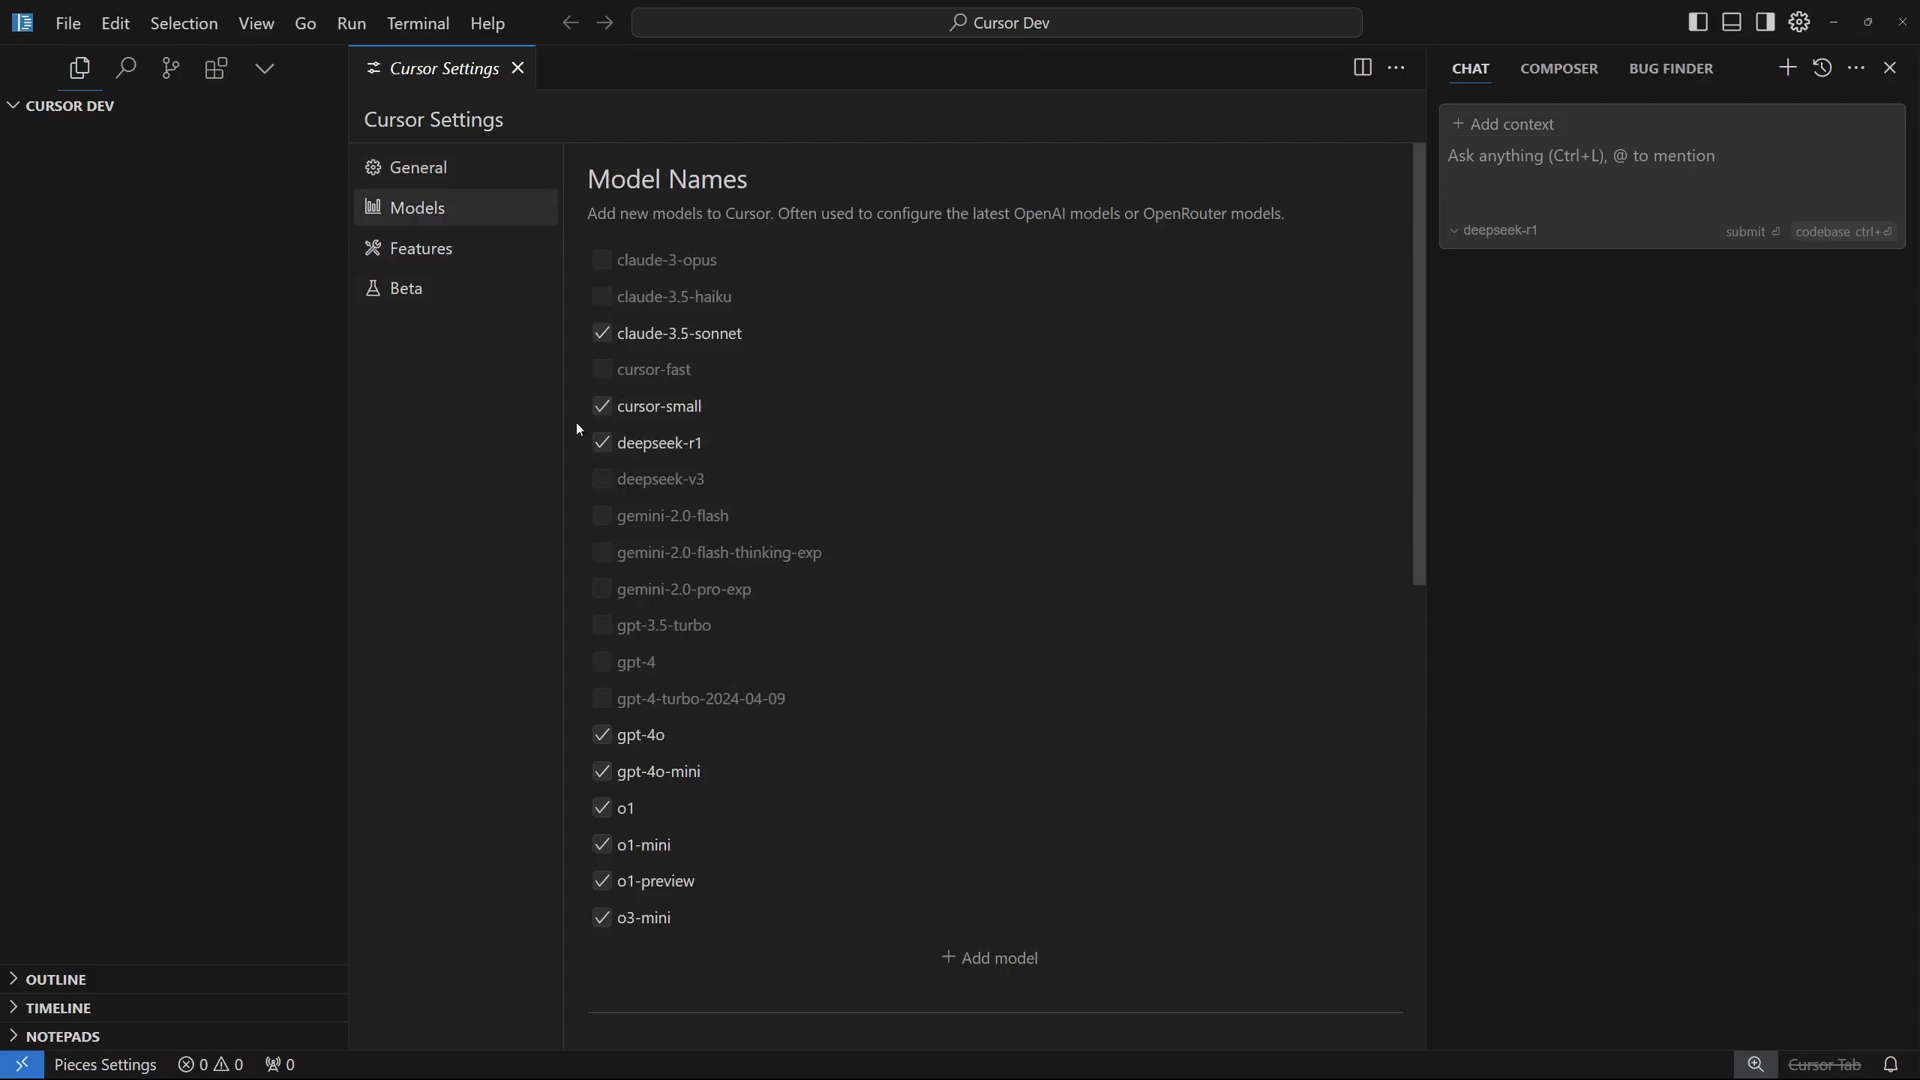 File Edit Selection View Go Run Terminal Help
Cursor Dev
CURSOR DEV
OUTLINE
TIMELINE
NOTEPADS
Cursor Settings
Cursor Settings
General
Models
Features
Beta
Model Names
Add new models to Cursor. Often used to configure the latest OpenAI models or OpenRouter models.
claude-3-opus
claude-3.5-haiku
claude-3.5-sonnet
cursor-fast
cursor-small
deepseek-r1
deepseek-v3
gemini-2.0-flash
gemini-2.0-flash-thinking-exp
gemini-2.0-pro-exp
gpt-3.5-turbo
gpt-4
gpt-4-turbo-2024-04-09
gpt-4o
gpt-4o-mini
o1
o1-mini
o1-preview
o3-mini
+ Add model
CHAT COMPOSER BUG FINDER
+ Add context
Ask anything (Ctrl+L), @ to mention
deepseek-r1 submit ⏎ codebase ctrl+⏎
Pieces Settings 0 0 0 Cursor Tab